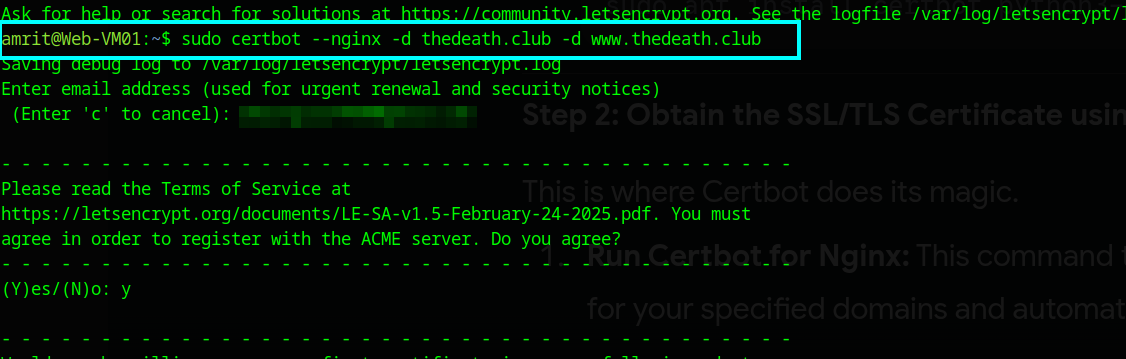 Ask for help or search for solutions at https://community.letsencrypt.org. See the logfile /var/log/letsencrypt/l
amrit@Web-VM01:~$ sudo certbot --nginx -d thedeath.club -d www.thedeath.club
Saving debug log to /var/log/letsencrypt/letsencrypt.log
Enter email address (used for urgent renewal and security notices)
(Enter 'c' to cancel):
Step 2: Obtain the SSL/TLS Certificate usin
- - - - - - - - - - - - - - - - - - - - - - - - - - - - - - - - - - - - - - - -
Please read the Terms of Service at
This is where Certbot does its magic.
https://letsencrypt.org/documents/LE-SA-v1.5-February-24-2025.pdf. You must
agree in order to register with the ACME server. Do you agree?
1. Run Certbot for Nginx: This command
- - - - - - - - - - - - - - - - - - - - - - - - - - - - - - - - - - - - - - - -
(Y)es/(N)o: y
for your specified domains and automat
- - - - - - - - - - - - - - - - - - - - - - - - - - - - - - - - - - - - - - - -